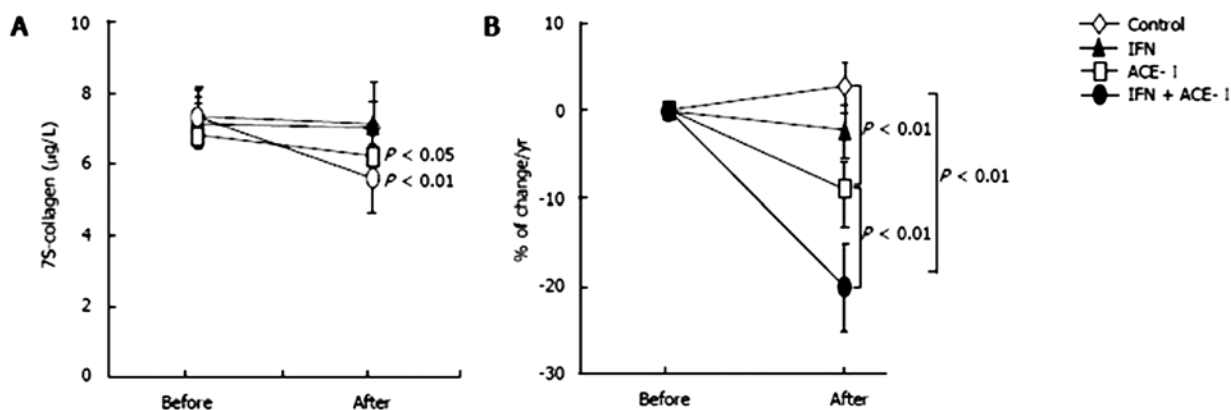 A
10
8
6
4
2
0
7S-collagen (μg/L)
P < 0.05
P < 0.01
Before
After
B
10
0
-10
-20
-30
% of change/yr
P < 0.01
P < 0.01
P < 0.01
Before
After
Control
IFN
ACE- I
IFN + ACE- I